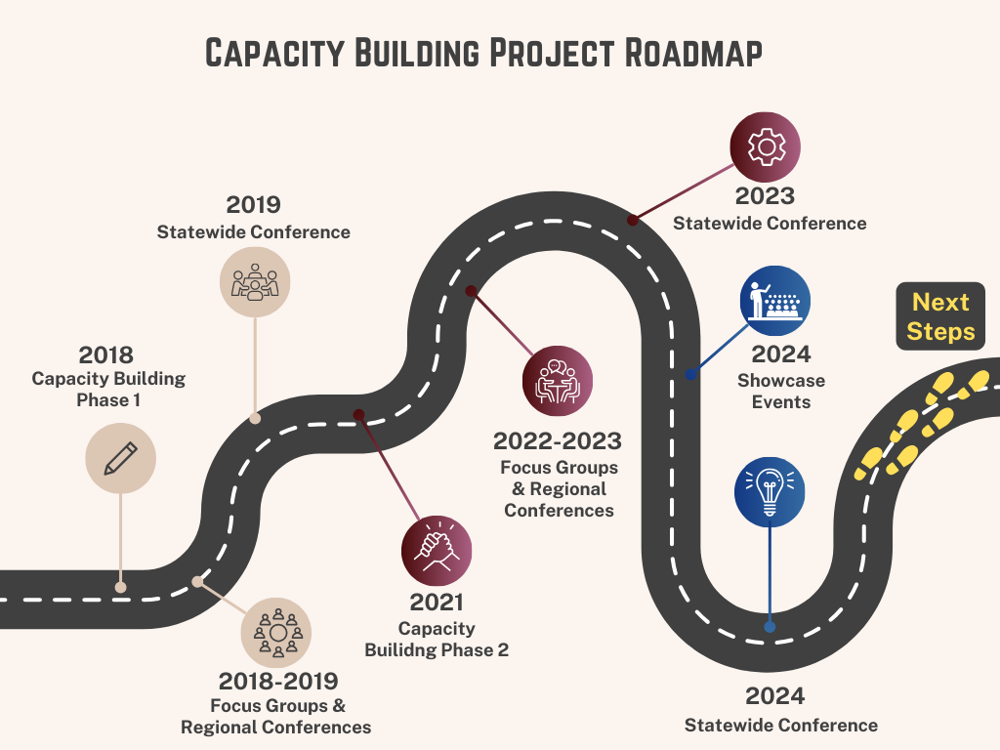 Capacity Building Project Roadmap
2018
Capacity Building
Phase 1
2018-2019
Focus Groups &
Regional Conferences
2019
Statewide Conference
2021
Capacity
Builidng Phase 2
2022-2023
Focus Groups
& Regional
Conferences
2023
Statewide Conference
2024
Showcase
Events
2024
Statewide Conference
Next
Steps